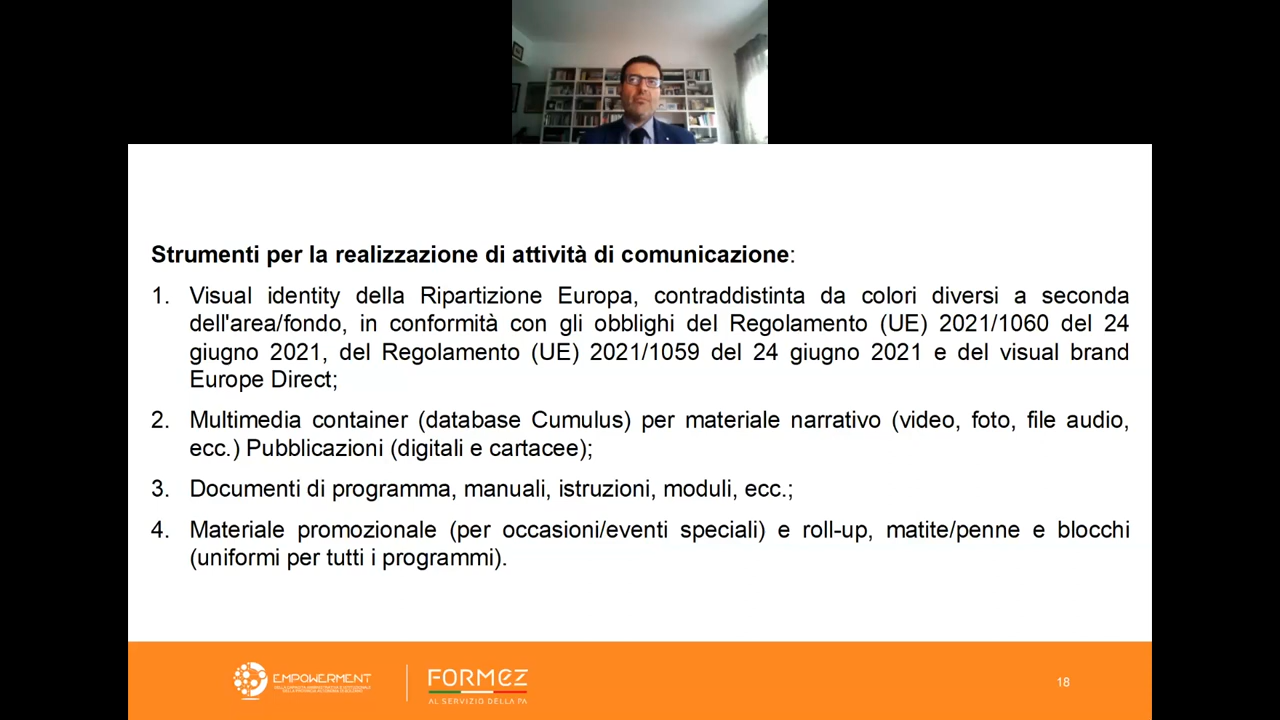 Strumenti per la realizzazione di attività di comunicazione:
1. Visual identity della Ripartizione Europa, contraddistinta da colori diversi a seconda
dell'area/fondo, in conformità con gli obblighi del Regolamento (UE) 2021/1060 del 24
giugno 2021, del Regolamento (UE) 2021/1059 del 24 giugno 2021 e del visual brand
Europe Direct;
2. Multimedia container (database Cumulus) per materiale narrativo (video, foto, file audio,
ecc.) Pubblicazioni (digitali e cartacee);
3. Documenti di programma, manuali, istruzioni, moduli, ecc.;
4. Materiale promozionale (per occasioni/eventi speciali) e roll-up, matite/penne e blocchi
(uniformi per tutti i programmi).
EMPOWERMENT
FORMEZ
AL SERVIZIO DELLA PA
18